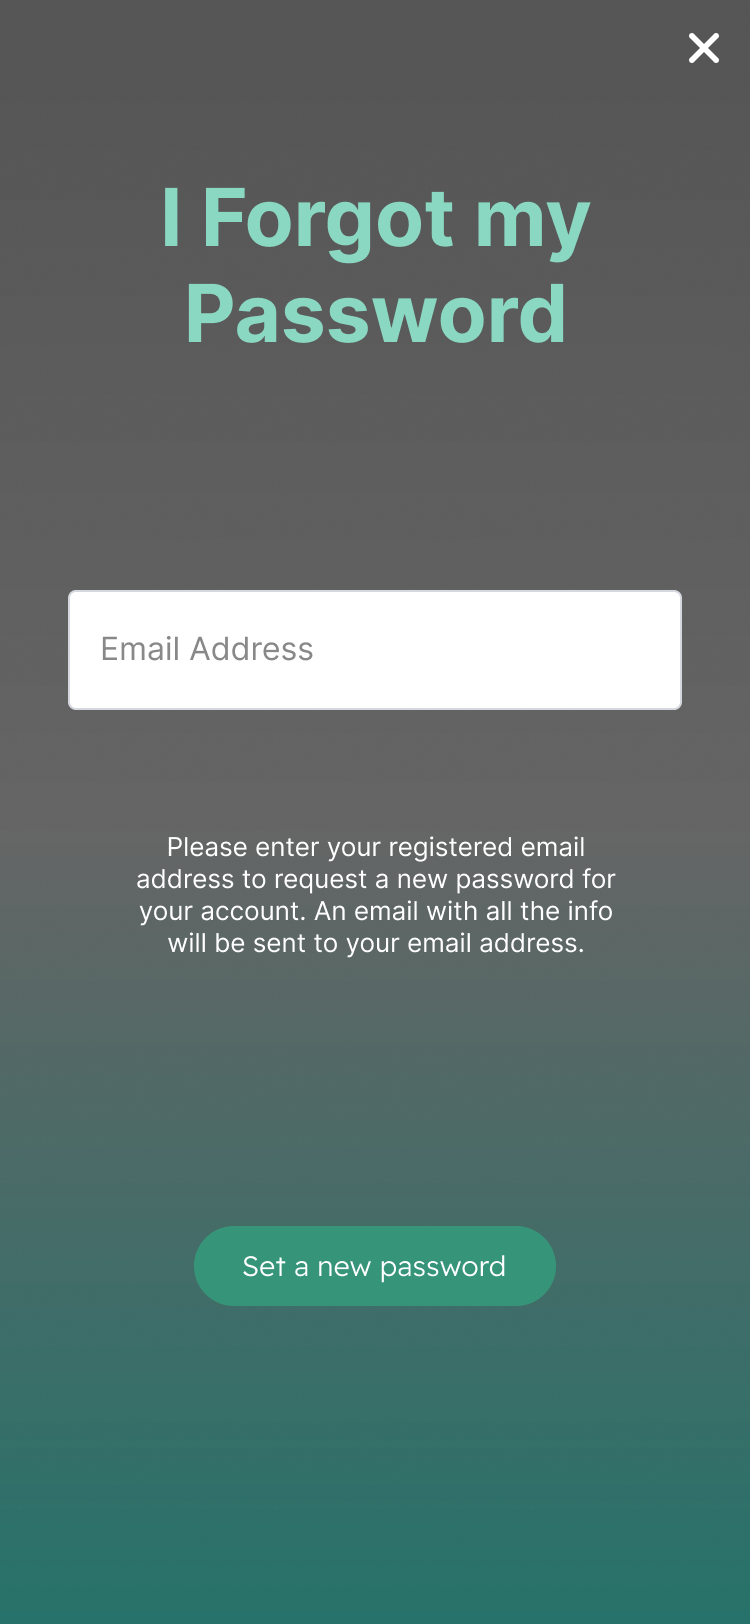 I Forgot my
Password
Email Address
Please enter your registered email
address to request a new password for
your account. An email with all the info
will be sent to your email address.
Set a new password